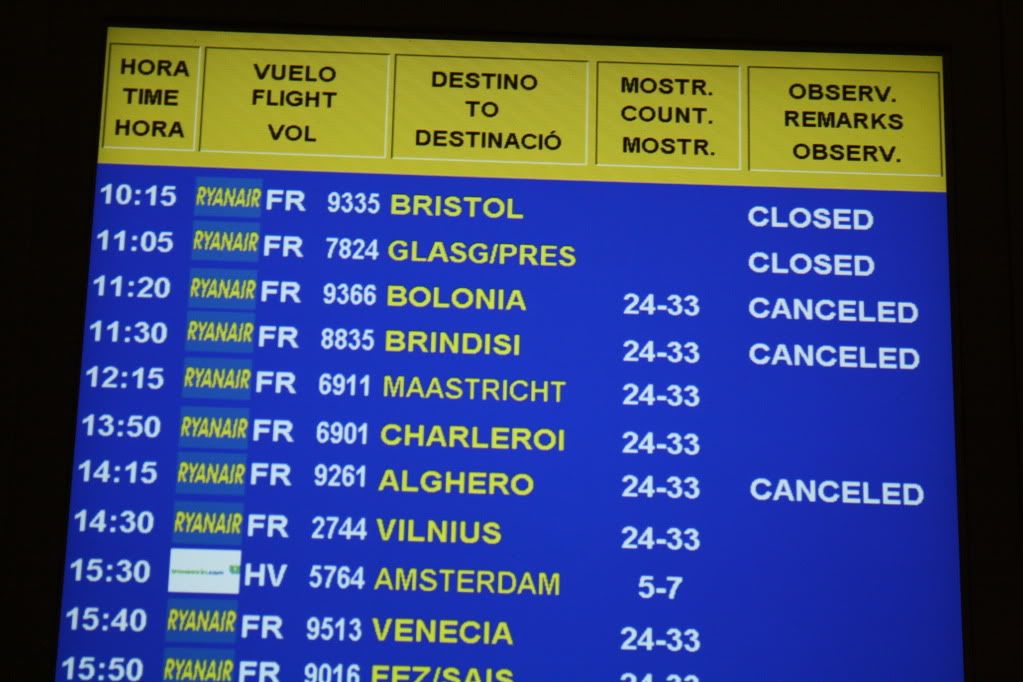 HORA VUELO DESTINO MOSTR. OBSERV.
TIME FLIGHT TO COUNT. REMARKS
HORA VOL DESTINACIÓ MOSTR. OBSERV.
10:15 RYANAIR FR 9335 BRISTOL CLOSED
11:05 RYANAIR FR 7824 GLASG/PRES CLOSED
11:20 RYANAIR FR 9366 BOLONIA 24-33 CANCELED
11:30 RYANAIR FR 8835 BRINDISI 24-33 CANCELED
12:15 RYANAIR FR 6911 MAASTRICHT 24-33
13:50 RYANAIR FR 6901 CHARLEROI 24-33
14:15 RYANAIR FR 9261 ALGHERO 24-33 CANCELED
14:30 RYANAIR FR 2744 VILNIUS 24-33
15:30 HV 5764 AMSTERDAM 5-7
15:40 RYANAIR FR 9513 VENECIA 24-33
15:50 RYANAIR FR 9016 FEZ/SAIS 24-33